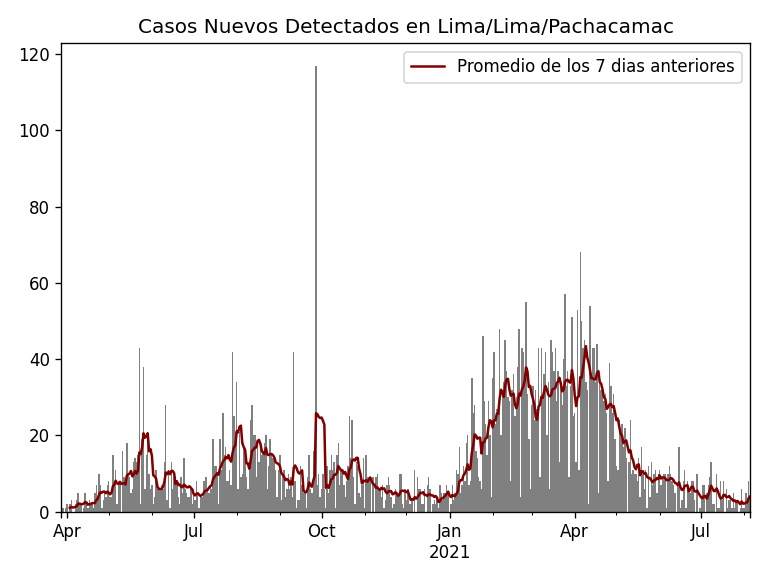 Casos Nuevos Detectados en Lima/Lima/Pachacamac
Promedio de los 7 dias anteriores
120
100
80
60
40
20
0
Apr Jul Oct Jan Apr Jul
2021